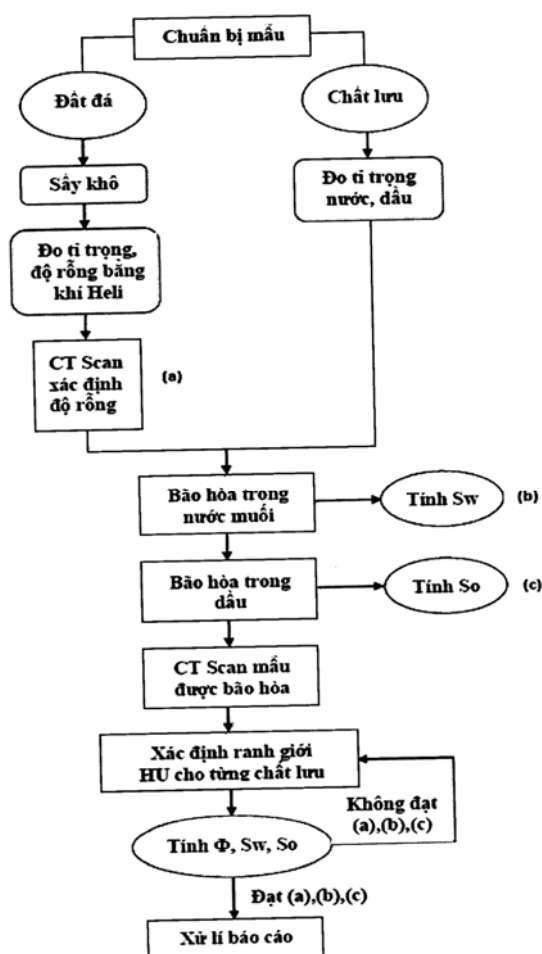 Chuẩn bị mẫu
Đất đá
Chất lưu
Sấy khô
Đo tỉ trọng
nước, dầu
Đo tỉ trọng,
độ rỗng bằng
khí Heli
CT Scan
xác định
độ rỗng
(a)
Bão hòa trong
nước muối
Tính Sw
(b)
Bão hòa trong
dầu
Tính So
(c)
CT Scan mẫu
được bão hòa
Xác định ranh giới
HU cho từng chất lưu
Không đạt
(a),(b),(c)
Tính Φ, Sw, So
Đạt (a),(b),(c)
Xử lí báo cáo